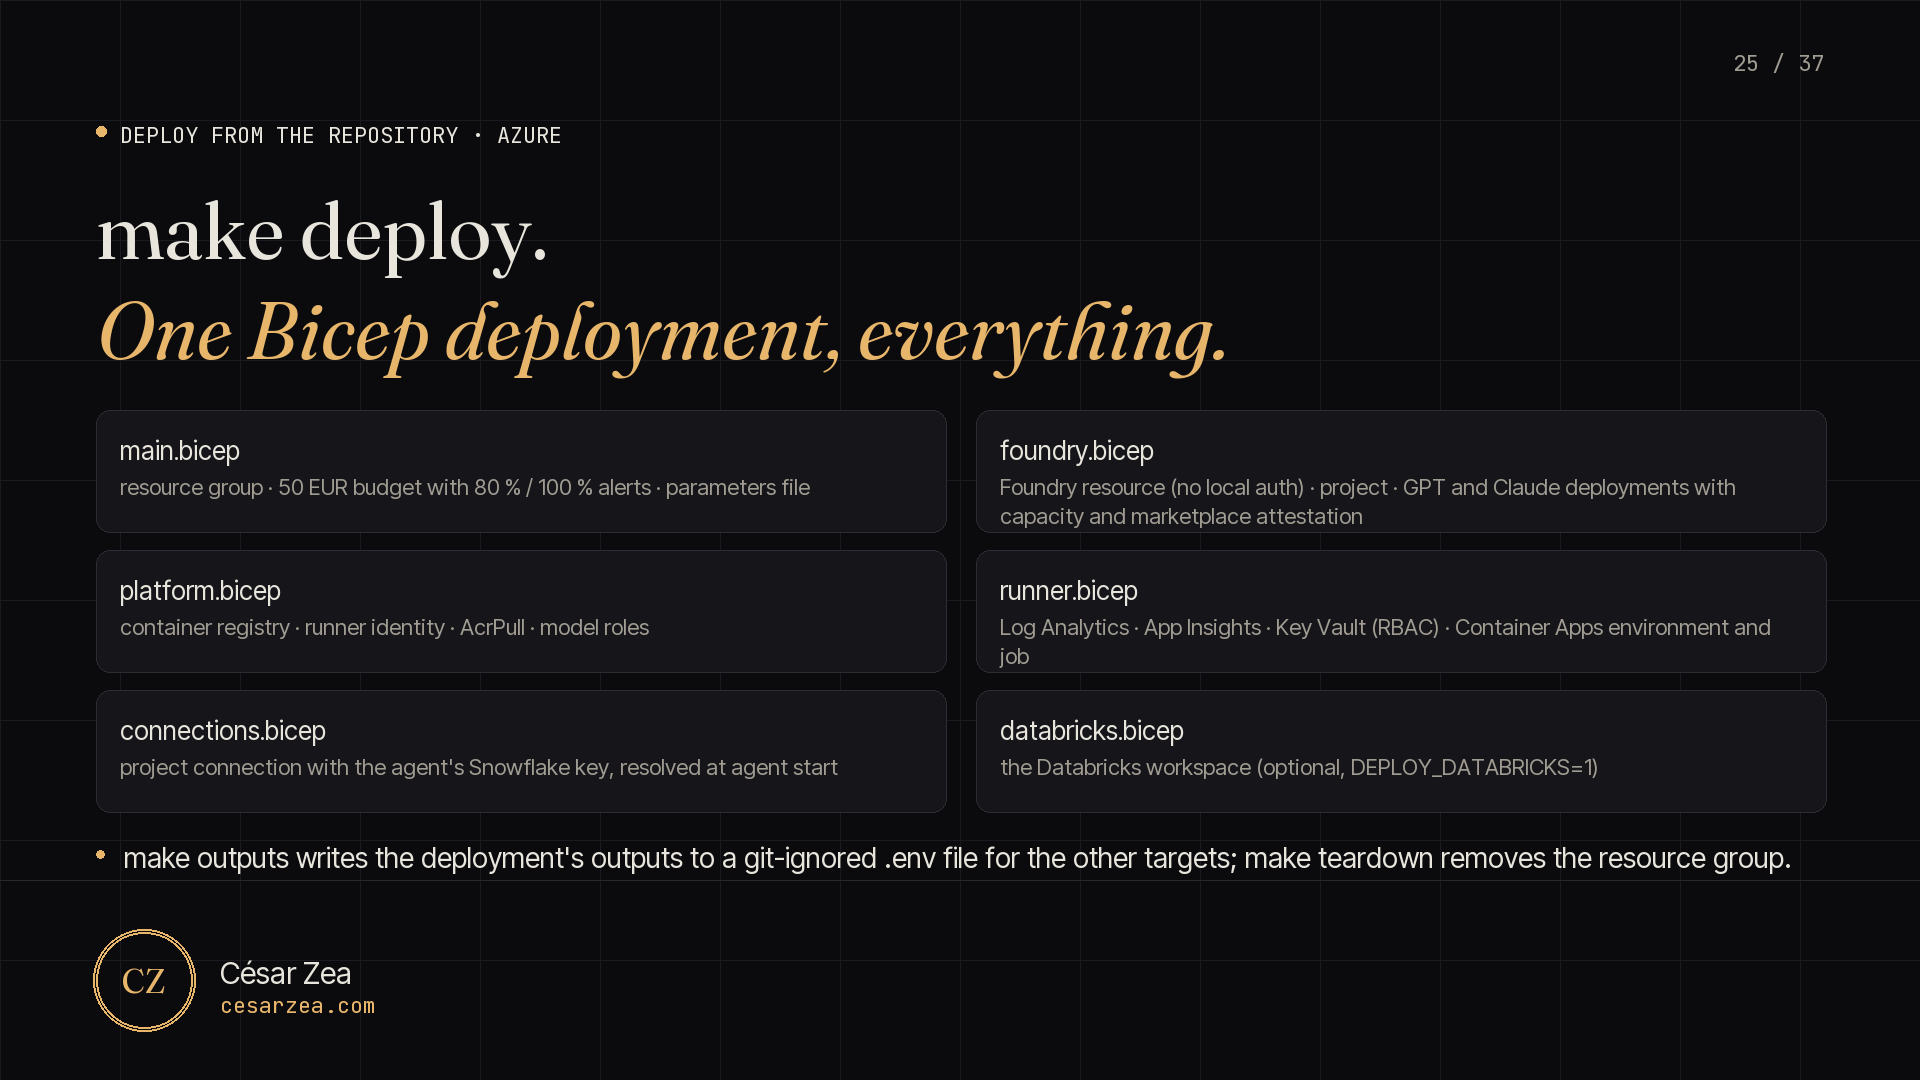 25 / 37
DEPLOY FROM THE REPOSITORY · AZURE
make deploy.
One Bicep deployment, everything.
main.bicep
resource group · 50 EUR budget with 80 % / 100 % alerts · parameters file
foundry.bicep
Foundry resource (no local auth) · project · GPT and Claude deployments with
capacity and marketplace attestation
platform.bicep
container registry · runner identity · AcrPull · model roles
runner.bicep
Log Analytics · App Insights · Key Vault (RBAC) · Container Apps environment and
job
connections.bicep
project connection with the agent's Snowflake key, resolved at agent start
databricks.bicep
the Databricks workspace (optional, DEPLOY_DATABRICKS=1)
make outputs writes the deployment's outputs to a git-ignored .env file for the other targets; make teardown removes the resource group.
CZ
César Zea
cesarzea.com